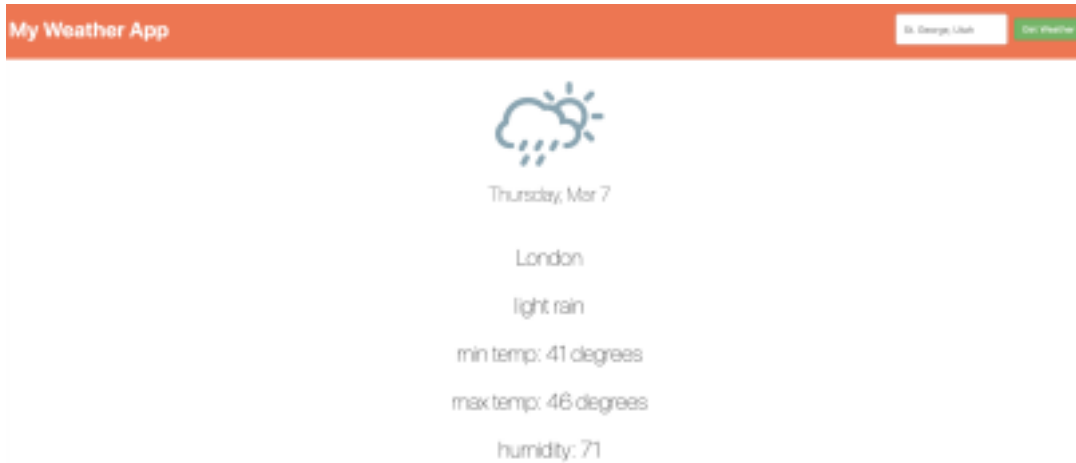 My Weather App
St. George, Utah
Get Weather
Thursday, Mar 7
London
light rain
min temp: 41 degrees
max temp: 46 degrees
humidity: 71